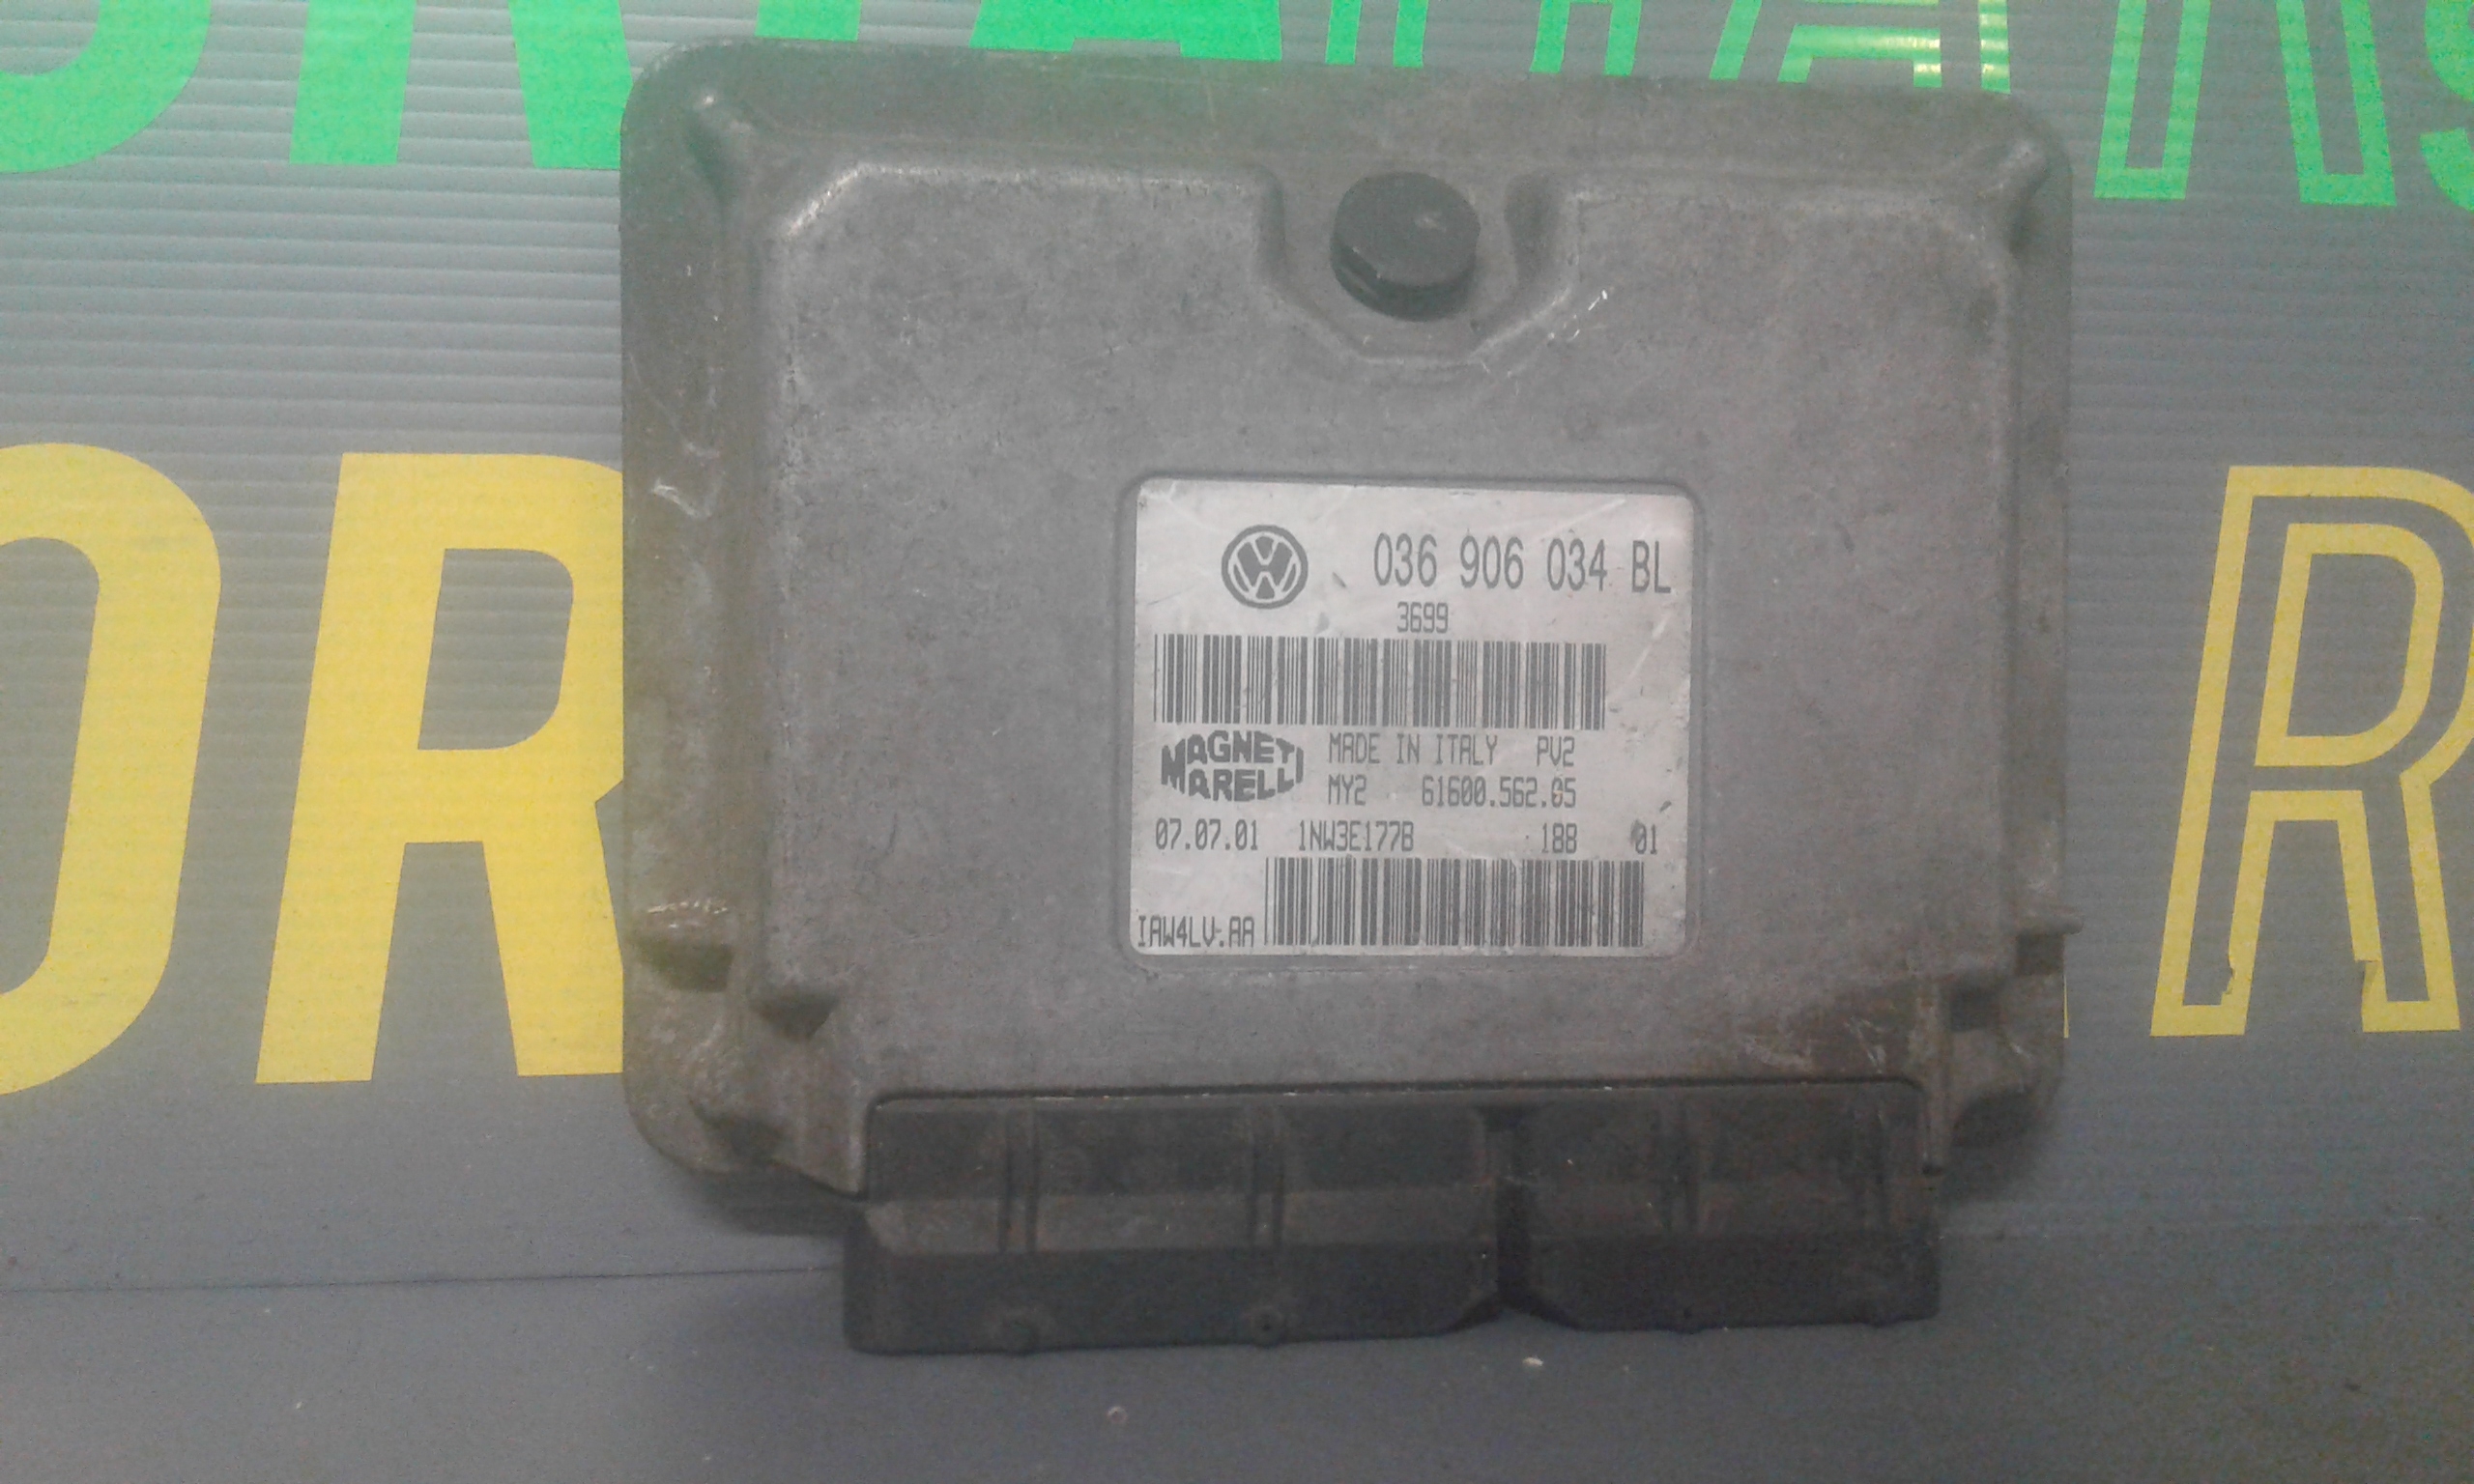 036 906 034 BL
3699
MAGNETI MARELLI
MADE IN ITALY PV2
MY2 61600.562.05
07.07.01 1NW3E177B 188 01
IAW4LV.AA